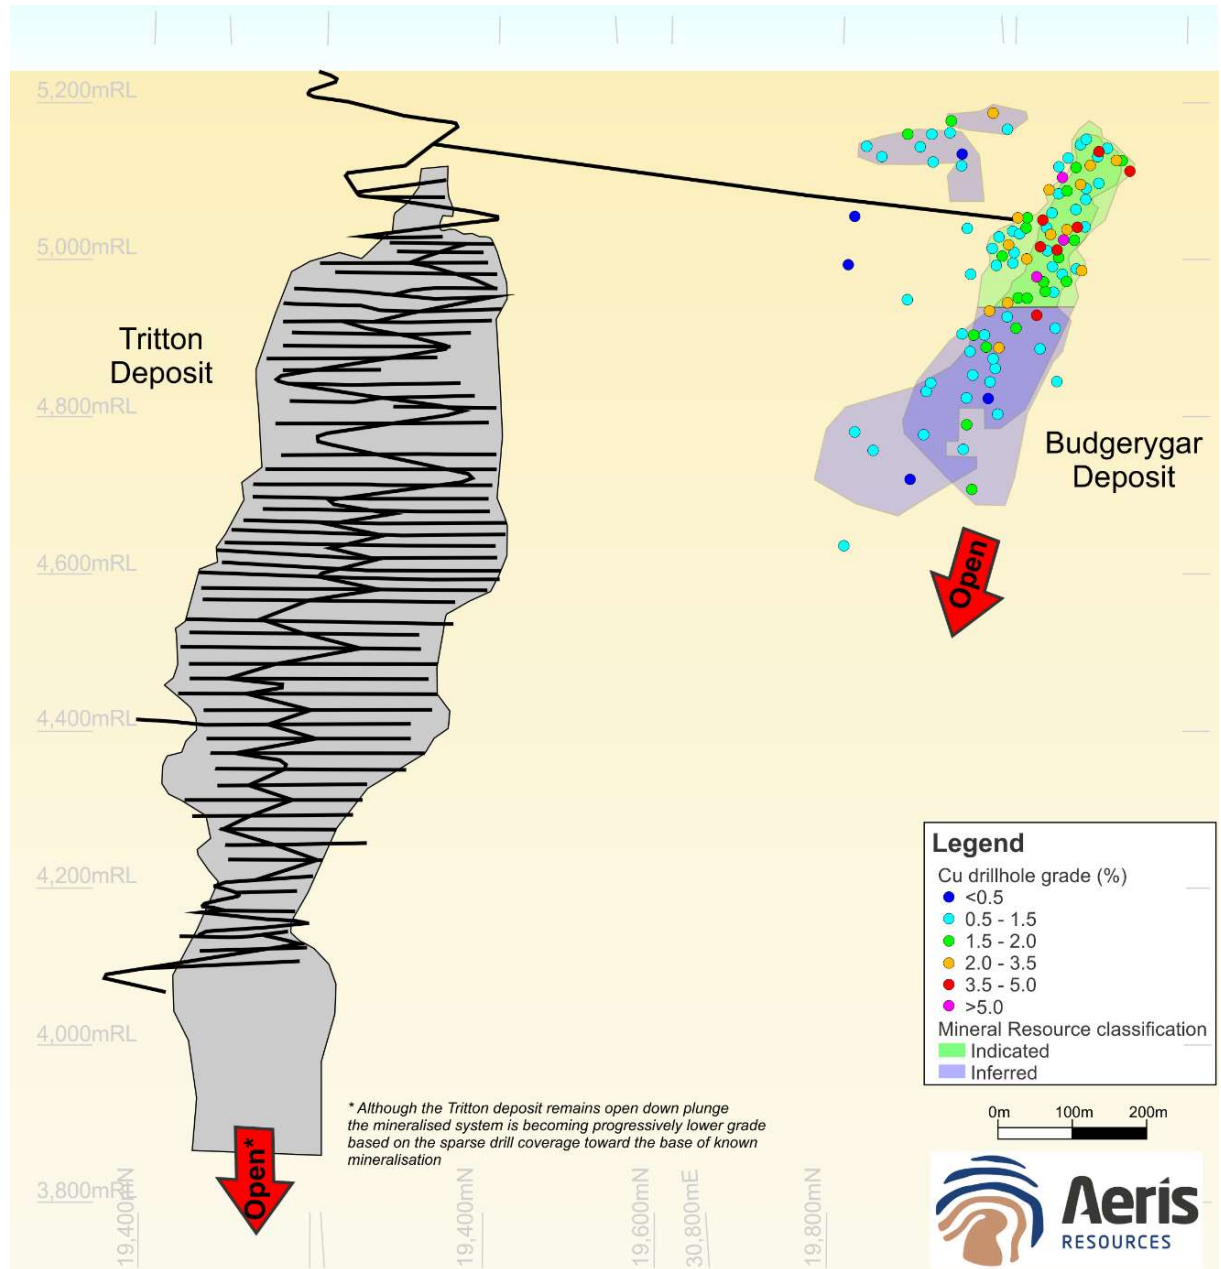 5,200mRL
5,000mRL
4,800mRL
4,600mRL
4,400mRL
4,200mRL
4,000mRL
3,800mRL
Tritton
Deposit
Budgerygar
Deposit
Open
Open*
Legend
Cu drillhole grade (%)
<0.5
0.5 - 1.5
1.5 - 2.0
2.0 - 3.5
3.5 - 5.0
>5.0
Mineral Resource classification
Indicated
Inferred
* Although the Tritton deposit remains open down plunge
the mineralised system is becoming progressively lower grade
based on the sparse drill coverage toward the base of known
mineralisation
0m 100m 200m
19,400mN
19,400mN
19,600mN
30,800mE
19,800mN
Aeris
RESOURCES